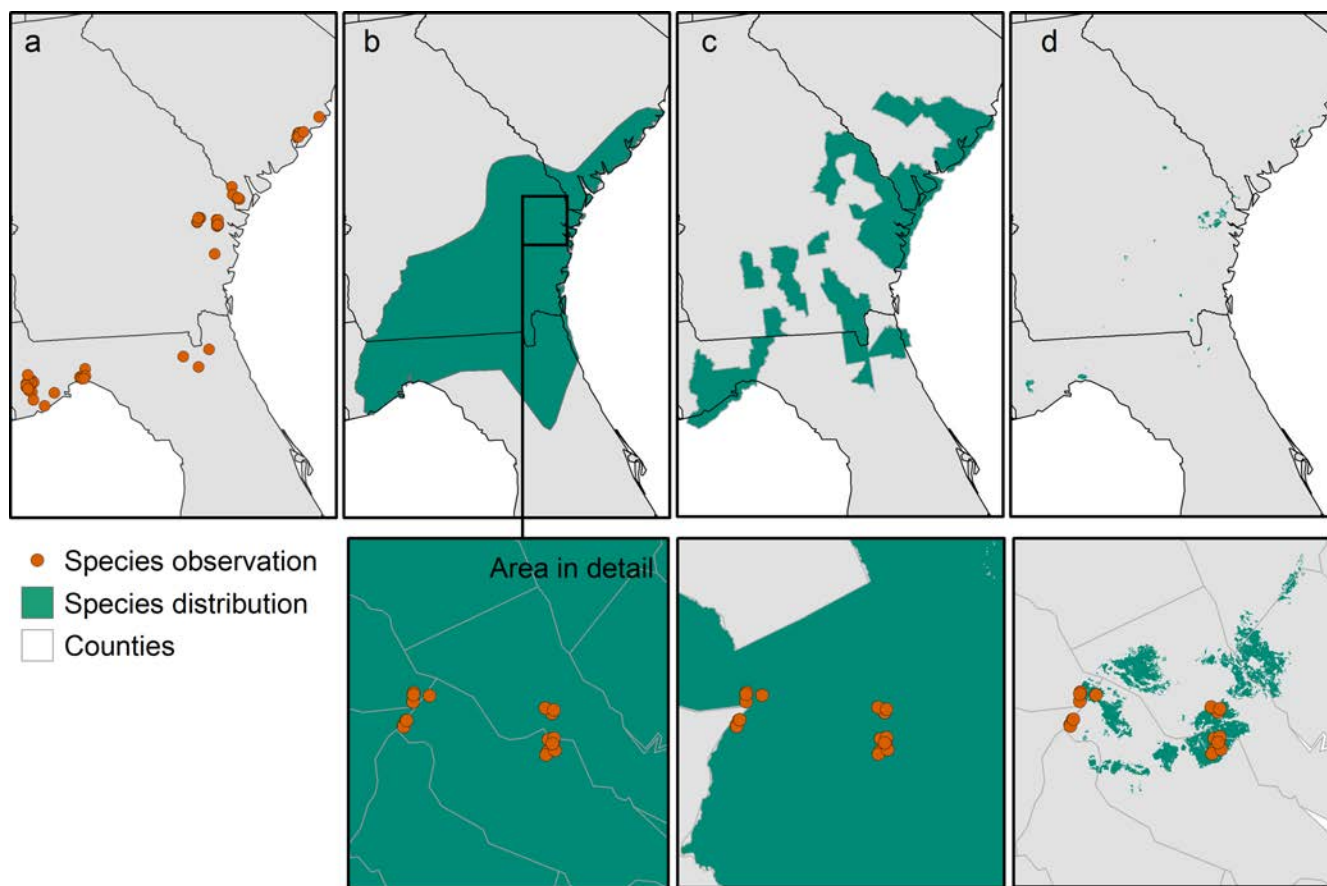 a
b
c
d
Species observation
Species distribution
Counties
Area in detail